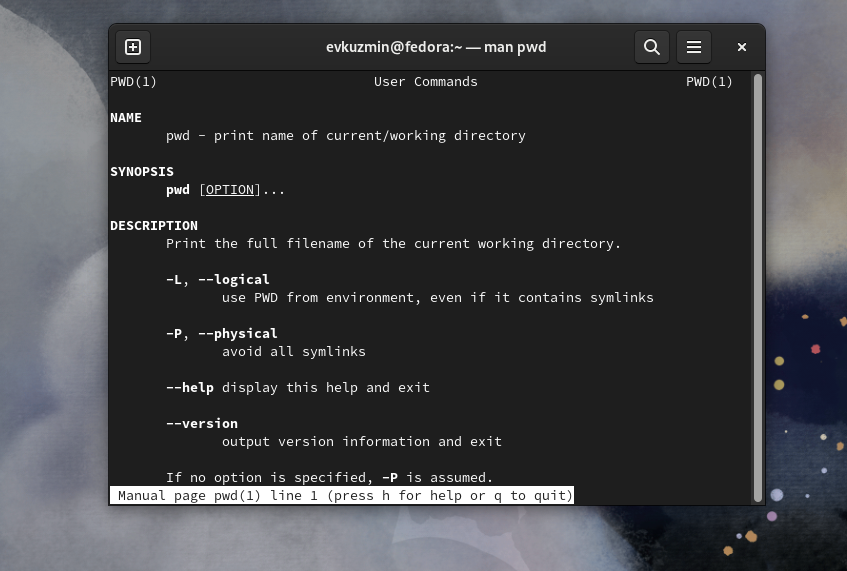 evkuzmin@fedora:~ — man pwd
PWD(1) User Commands PWD(1)
NAME
pwd - print name of current/working directory
SYNOPSIS
pwd [OPTION]...
DESCRIPTION
Print the full filename of the current working directory.
-L, --logical
use PWD from environment, even if it contains symlinks
-P, --physical
avoid all symlinks
--help display this help and exit
--version
output version information and exit
If no option is specified, -P is assumed.
Manual page pwd(1) line 1 (press h for help or q to quit)